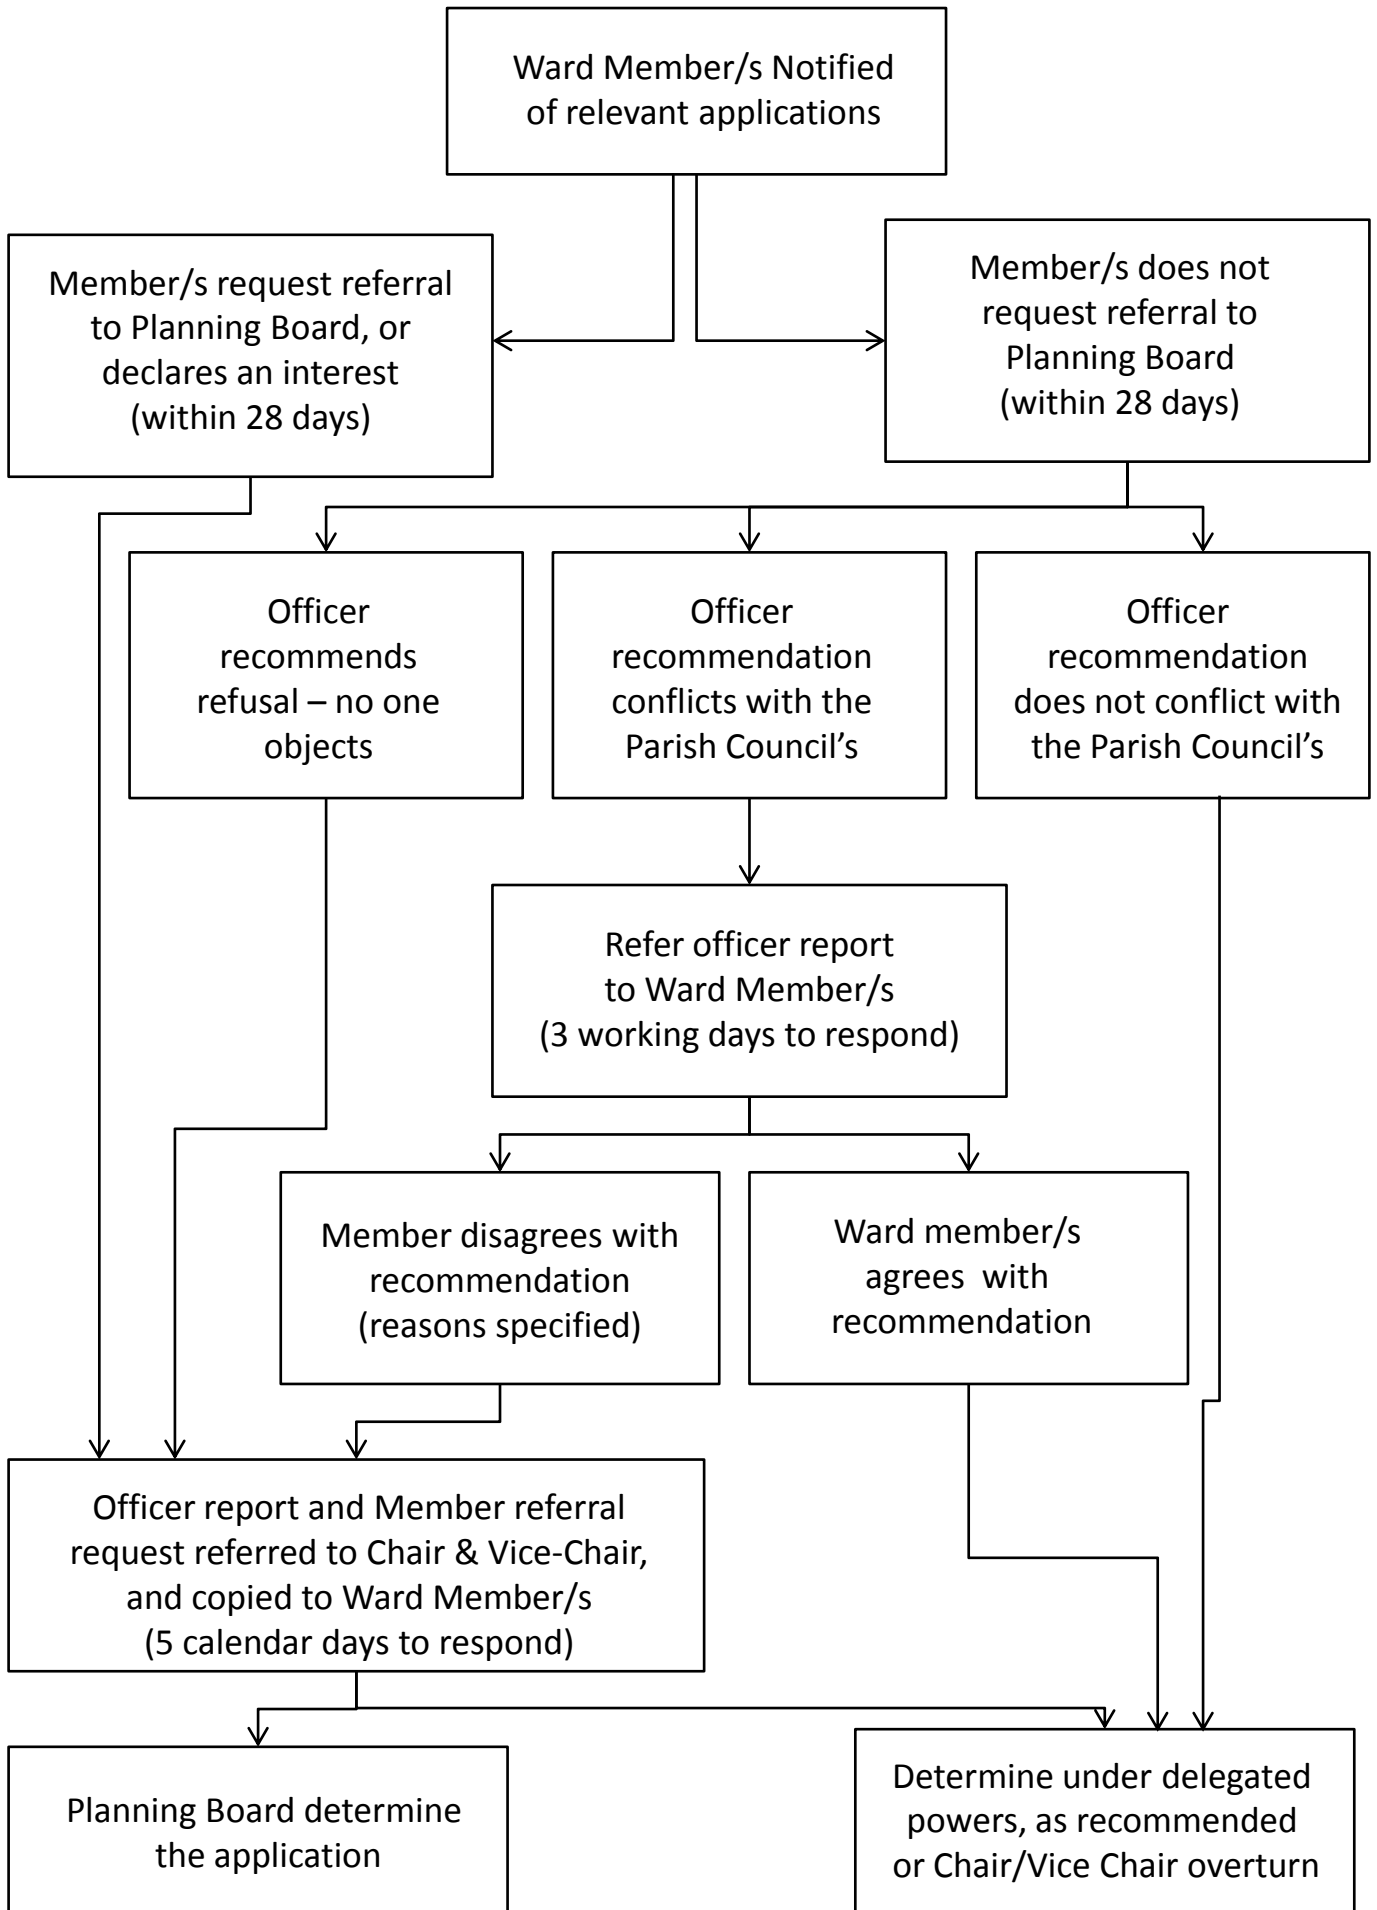 Ward Member/s Notified
of relevant applications
Member/s request referral
to Planning Board, or
declares an interest
(within 28 days)
Member/s does not
request referral to
Planning Board
(within 28 days)
Officer
recommends
refusal – no one
objects
Officer
recommendation
conflicts with the
Parish Council’s
Officer
recommendation
does not conflict with
the Parish Council’s
Refer officer report
to Ward Member/s
(3 working days to respond)
Member disagrees with
recommendation
(reasons specified)
Ward member/s
agrees with
recommendation
Officer report and Member referral
request referred to Chair & Vice-Chair,
and copied to Ward Member/s
(5 calendar days to respond)
Planning Board determine
the application
Determine under delegated
powers, as recommended
or Chair/Vice Chair overturn